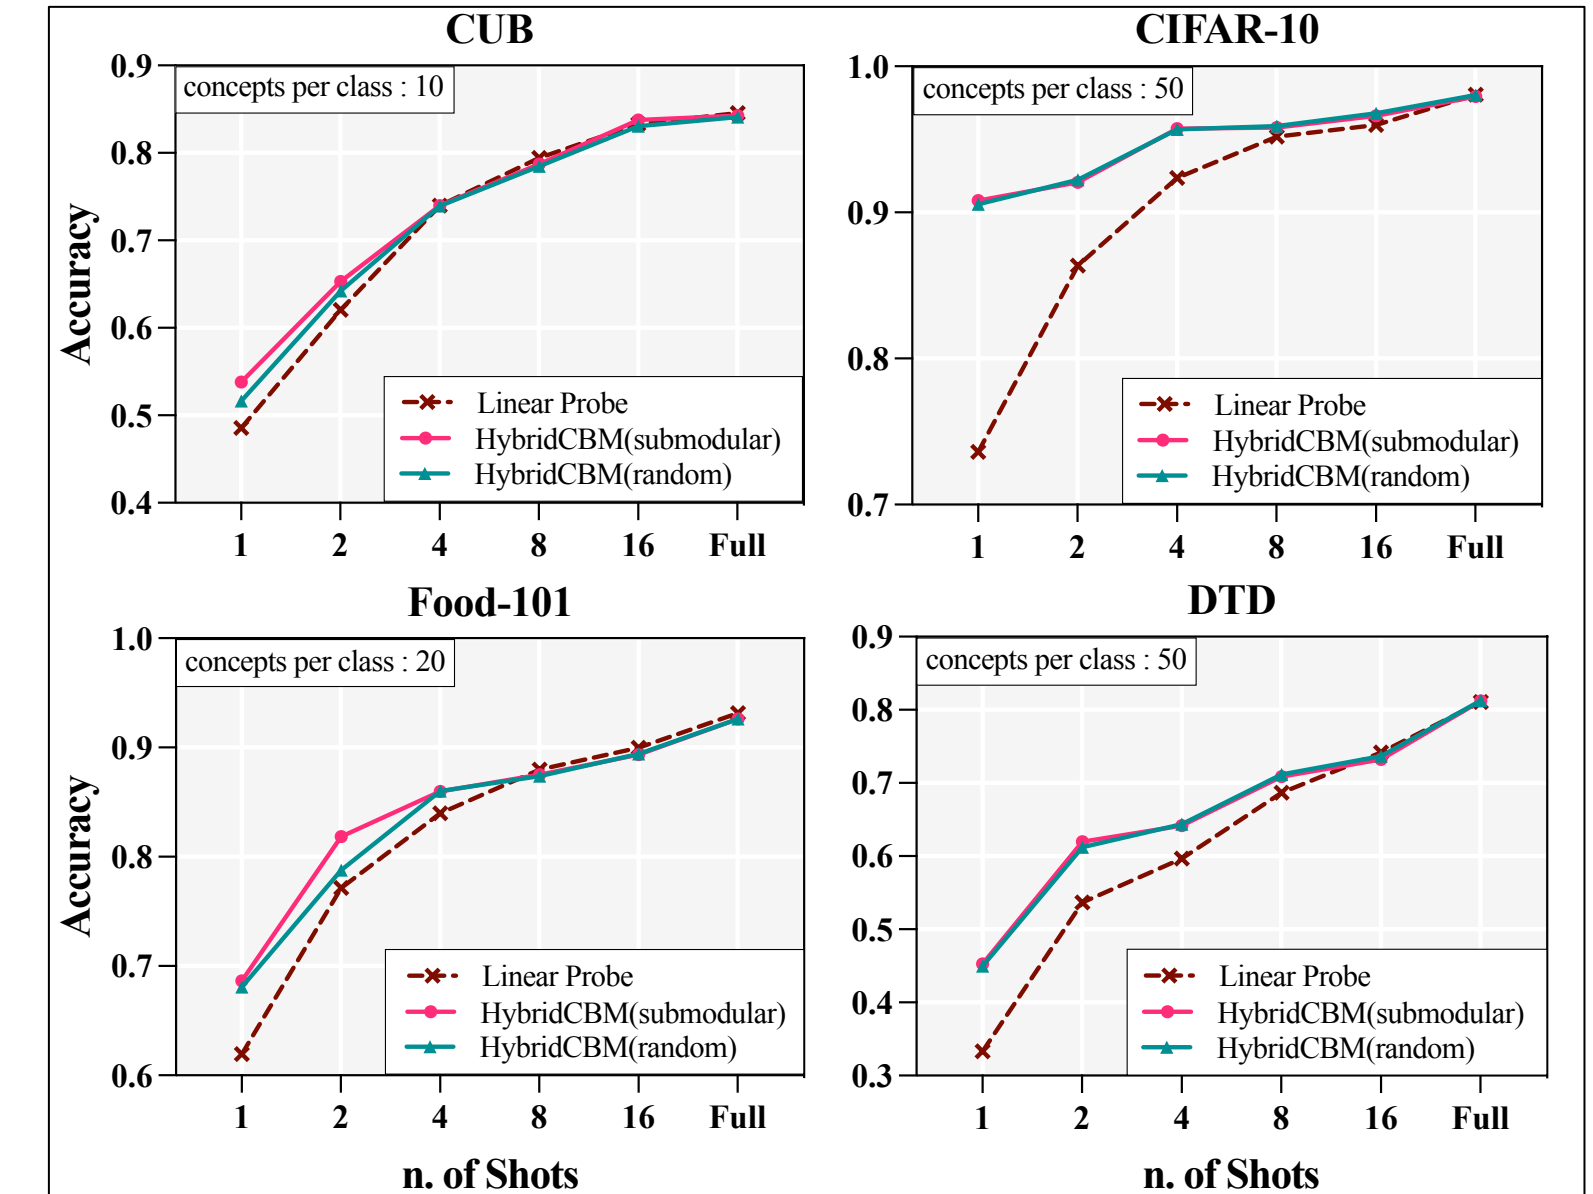 CUB
concepts per class : 10
0.9
0.8
0.7
0.6
0.5
0.4
Accuracy
Linear Probe
HybridCBM(submodular)
HybridCBM(random)
1 2 4 8 16 Full
CIFAR-10
concepts per class : 50
1.0
0.9
0.8
0.7
Linear Probe
HybridCBM(submodular)
HybridCBM(random)
1 2 4 8 16 Full
Food-101
concepts per class : 20
1.0
0.9
0.8
0.7
0.6
Accuracy
Linear Probe
HybridCBM(submodular)
HybridCBM(random)
1 2 4 8 16 Full
n. of Shots
DTD
concepts per class : 50
0.9
0.8
0.7
0.6
0.5
0.4
0.3
Linear Probe
HybridCBM(submodular)
HybridCBM(random)
1 2 4 8 16 Full
n. of Shots